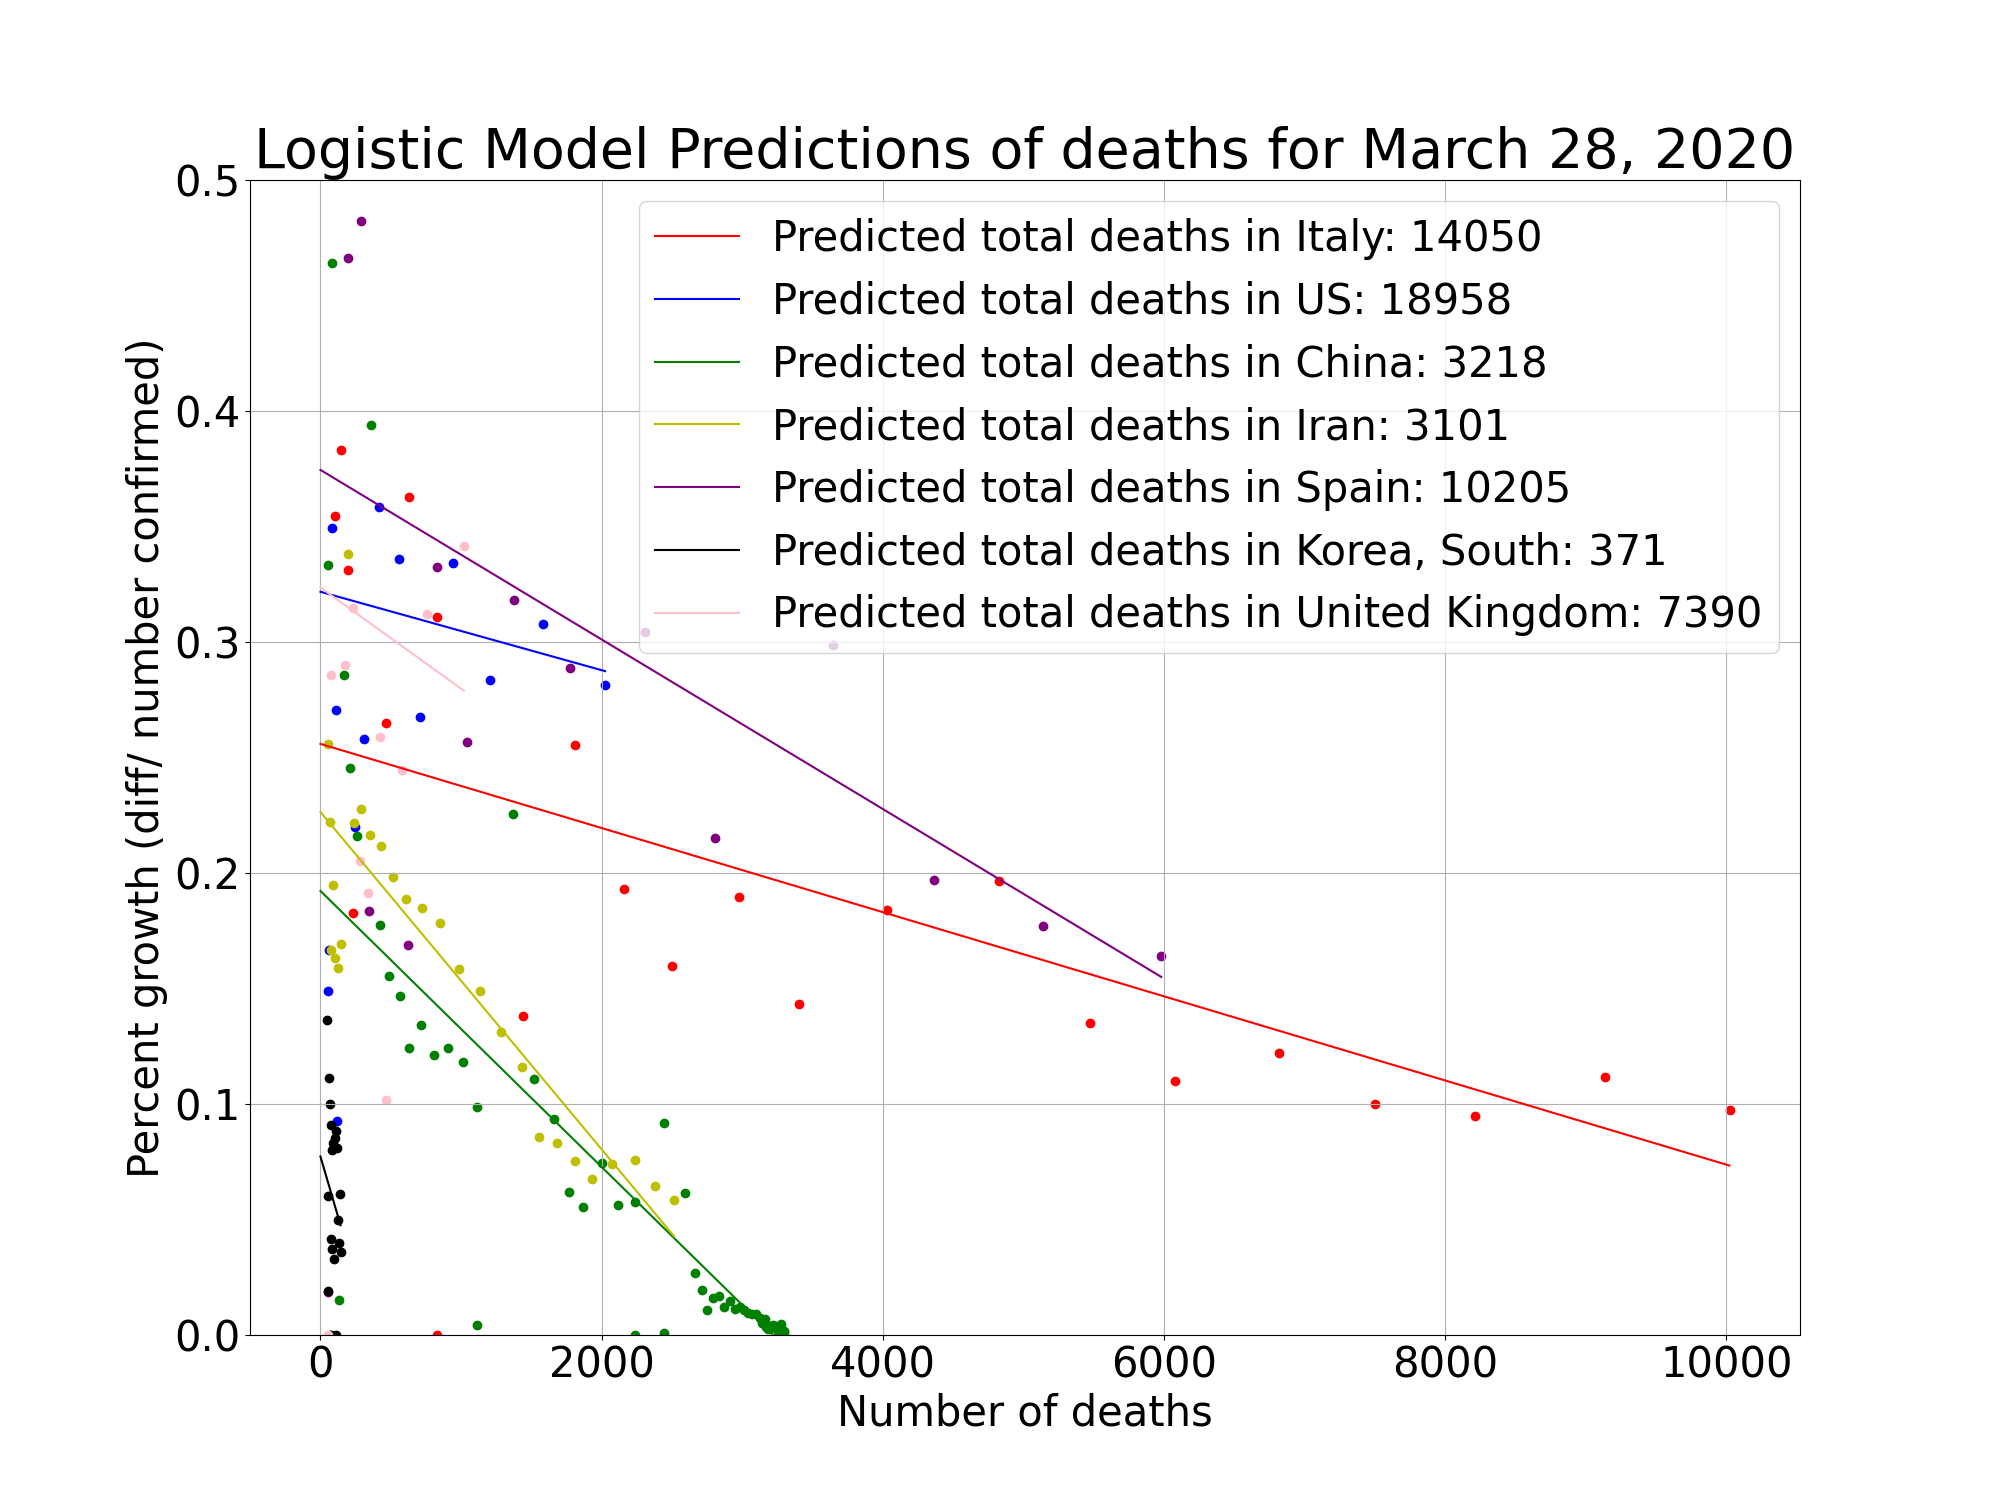 Logistic Model Predictions of deaths for March 28, 2020
Percent growth (diff/ number confirmed)
0.5
0.4
0.3
0.2
0.1
0.0
Predicted total deaths in Italy: 14050
Predicted total deaths in US: 18958
Predicted total deaths in China: 3218
Predicted total deaths in Iran: 3101
Predicted total deaths in Spain: 10205
Predicted total deaths in Korea, South: 371
Predicted total deaths in United Kingdom: 7390
0 2000 4000 6000 8000 10000
Number of deaths